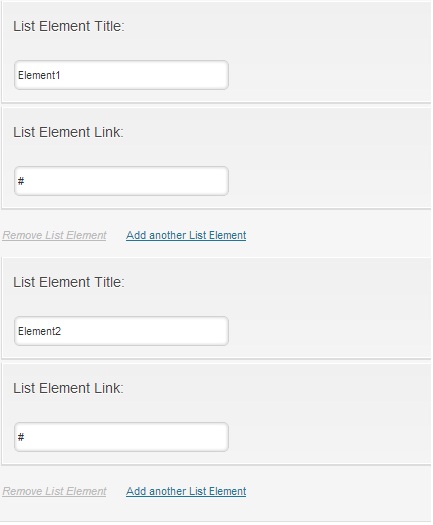 List Element Title:
Element1
List Element Link:
#
Remove List Element Add another List Element
List Element Title:
Element2
List Element Link:
#
Remove List Element Add another List Element